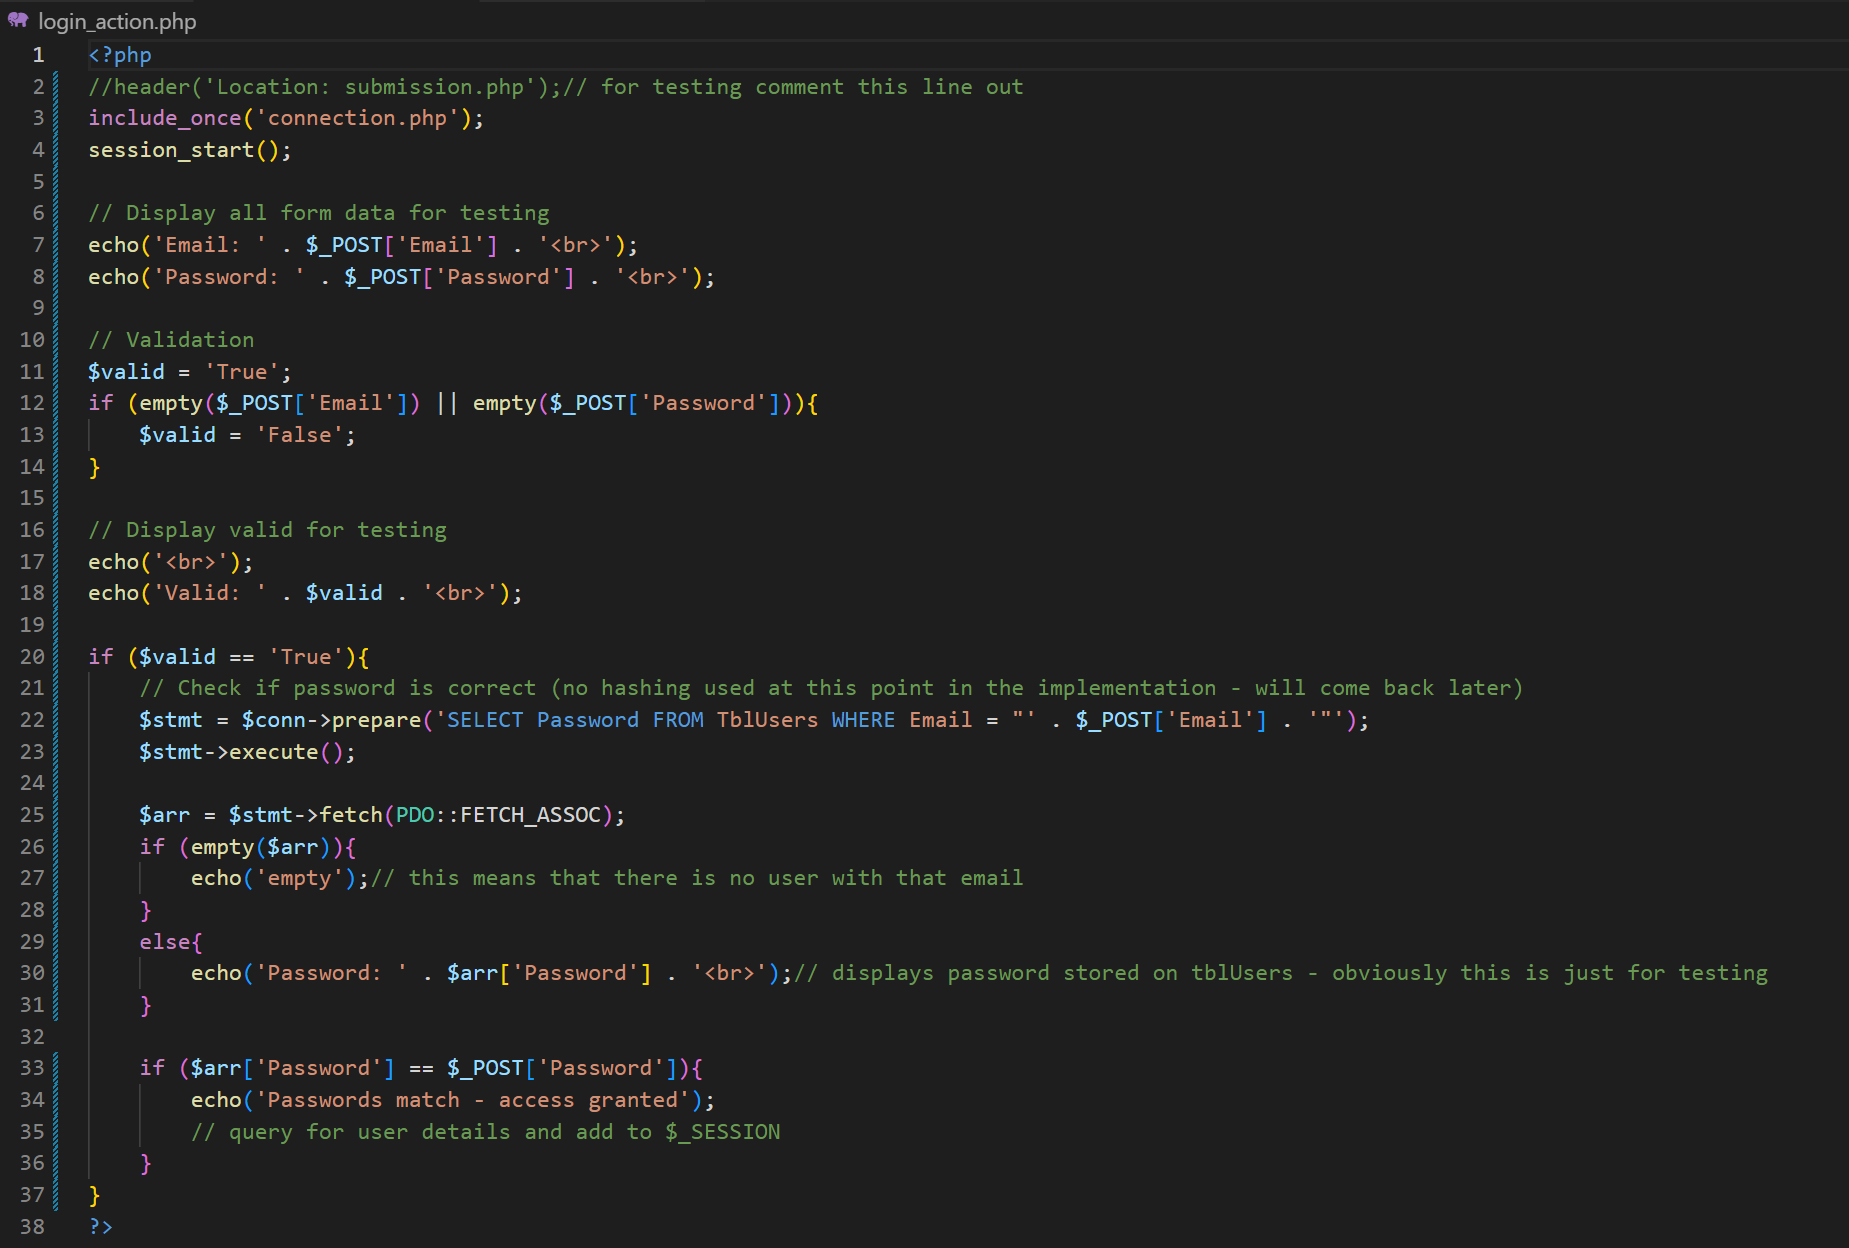 login_action.php
1 <?php
2 //header('Location: submission.php');// for testing comment this line out
3 include_once('connection.php');
4 session_start();
5
6 // Display all form data for testing
7 echo('Email: ' . $_POST['Email'] . '<br>');
8 echo('Password: ' . $_POST['Password'] . '<br>');
9
10 // Validation
11 $valid = 'True';
12 if (empty($_POST['Email']) || empty($_POST['Password'])){
13     $valid = 'False';
14 }
15
16 // Display valid for testing
17 echo('<br>');
18 echo('Valid: ' . $valid . '<br>');
19
20 if ($valid == 'True'){
21     // Check if password is correct (no hashing used at this point in the implementation - will come back later)
22     $stmt = $conn->prepare('SELECT Password FROM TblUsers WHERE Email = "' . $_POST['Email'] . '"');
23     $stmt->execute();
24
25     $arr = $stmt->fetch(PDO::FETCH_ASSOC);
26     if (empty($arr)){
27         echo('empty');// this means that there is no user with that email
28     }
29     else{
30         echo('Password: ' . $arr['Password'] . '<br>');// displays password stored on tblUsers - obviously this is just for testing
31     }
32
33     if ($arr['Password'] == $_POST['Password']){
34         echo('Passwords match - access granted');
35         // query for user details and add to $_SESSION
36     }
37 }
38 ?>